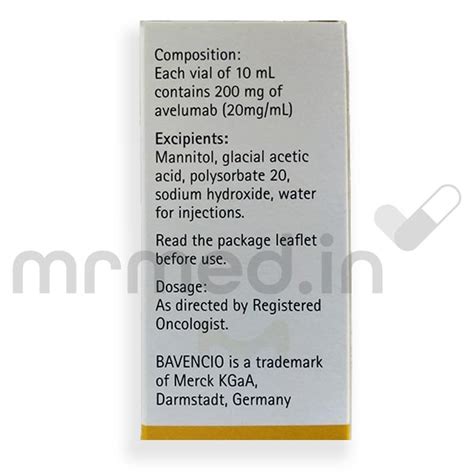 Composition:
Each vial of 10 mL
contains 200 mg of
avelumab (20mg/mL)
Excipients:
Mannitol, glacial acetic
acid, polysorbate 20,
sodium hydroxide, water
for injections.
Read the package leaflet
before use.
mrmed.in
Dosage:
As directed by Registered
Oncologist.
BAVENCIO is a trademark
of Merck KGaA,
Darmstadt, Germany